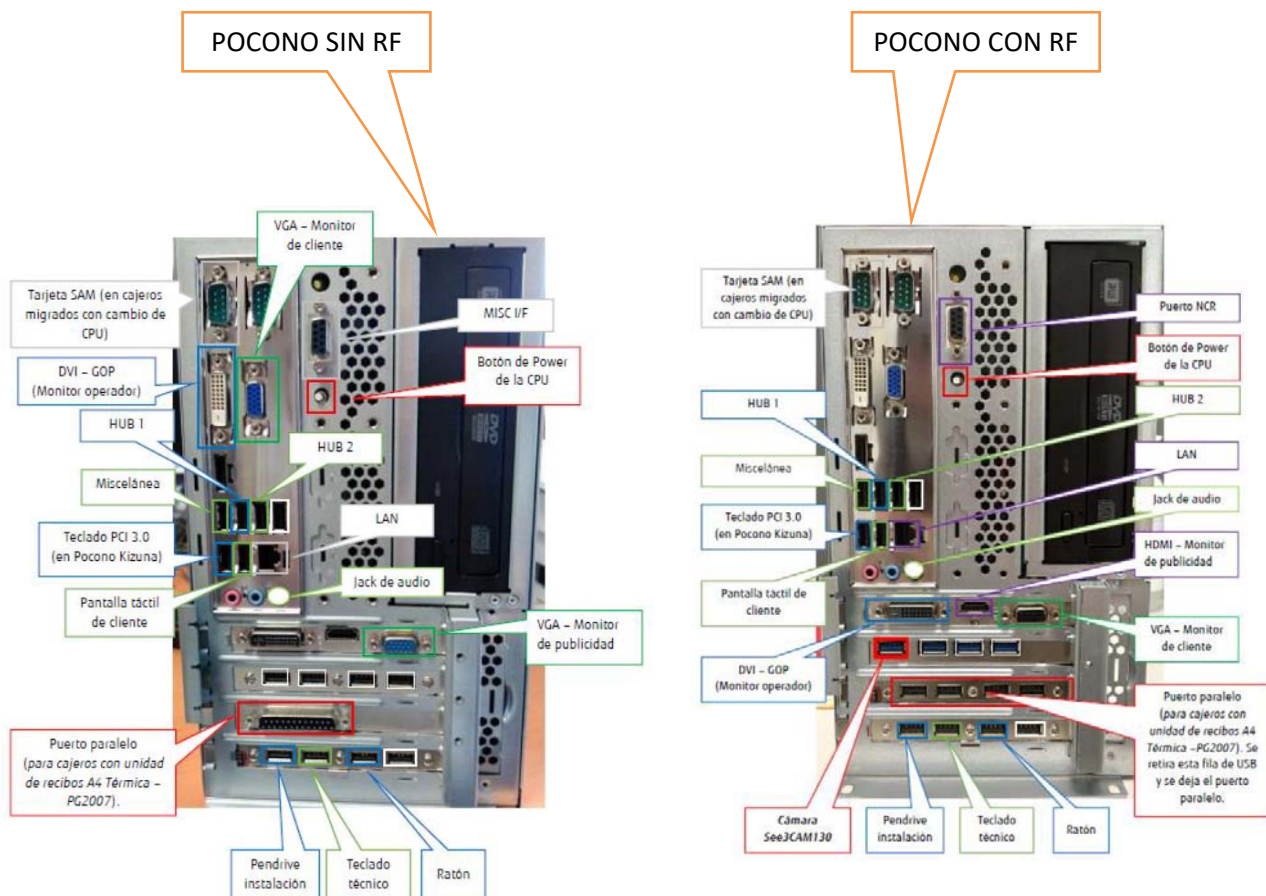 POCONO SIN RF
POCONO CON RF
VGA – Monitor
de cliente
Tarjeta SAM (en cajeros
migrados con cambio de
CPU)
MISC I/F
DVI – GOP
(Monitor operador)
Botón de Power
de la CPU
HUB 1
HUB 2
Miscelánea
LAN
Teclado PCI 3.0
(en Pocono Kizuna)
Jack de audio
Pantalla táctil
de cliente
VGA – Monitor
de publicidad
Puerto paralelo
(para cajeros con unidad
de recibos A4 Térmica –
PG2007).
Pendrive
instalación
Teclado
técnico
Ratón
Tarjeta SAM (en
cajeros migrados
con cambio de CPU)
Puerto NCR
Botón de Power
de la CPU
HUB 1
HUB 2
Miscelánea
LAN
Teclado PCI 3.0
(en Pocono Kizuna)
Jack de audio
HDMI – Monitor
de publicidad
Pantalla táctil de
cliente
VGA – Monitor de
cliente
DVI – GOP
(Monitor operador)
Puerto paralelo
(para cajeros con
unidad de recibos A4
Térmica –PG2007). Se
retira esta fila de USB
y se deja el puerto
paralelo.
Cámara
See3CAM130
Pendrive
instalación
Teclado
técnico
Ratón